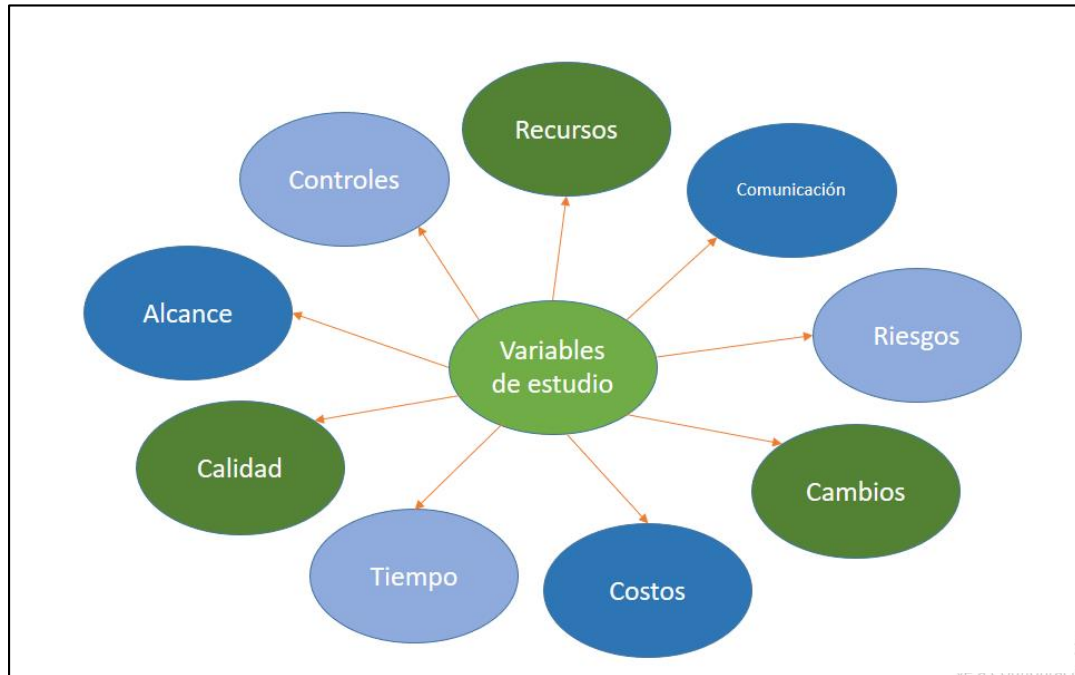 Recursos
Controles
Comunicación
Alcance
Riesgos
Variables
de estudio
Calidad
Cambios
Tiempo
Costos